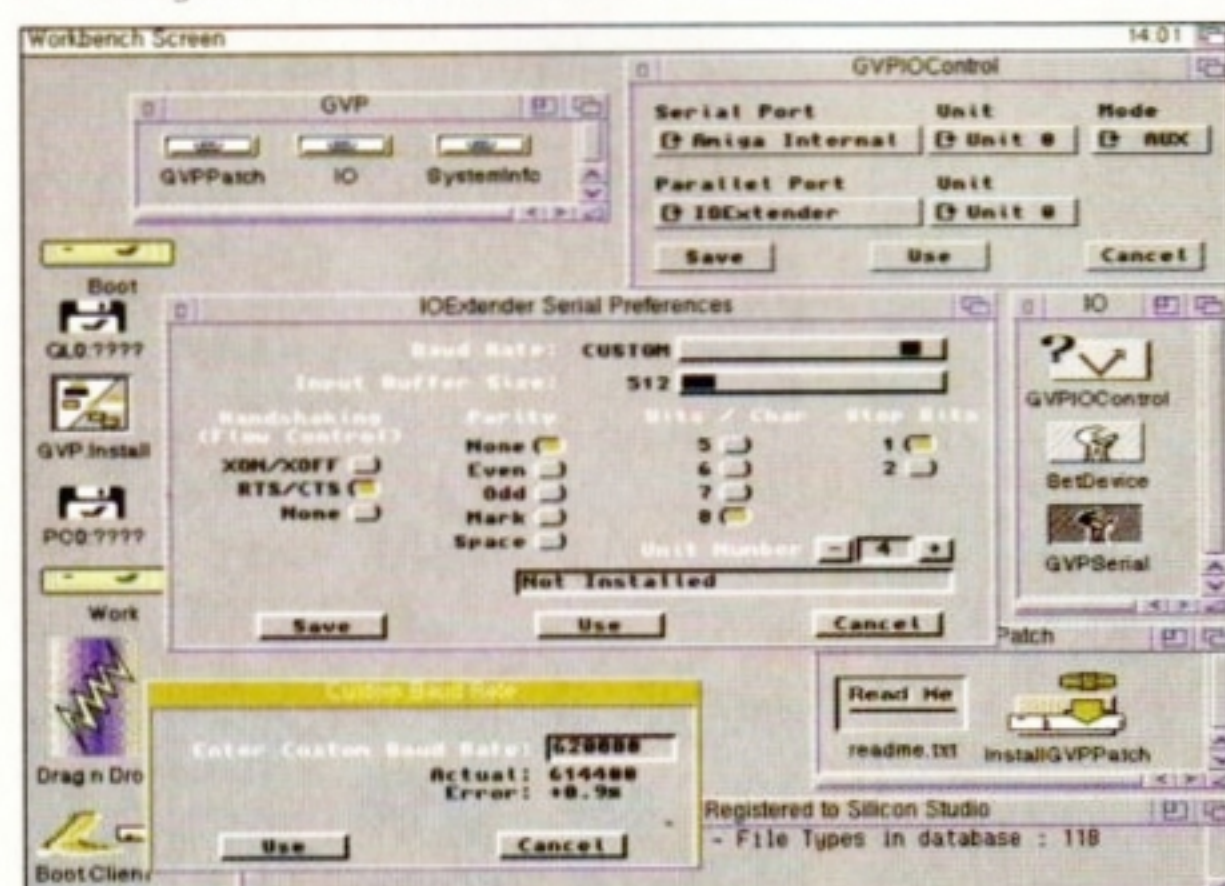 Workbench Screen 14:01
GVPIOControl
Serial Port Unit Mode
Amiga Internal Unit 0 AUX
Parallel Port Unit
IOExtender Unit 0
Save Use Cancel
GVP
GVPPatch IO SystemInfo
Boot
QL0:????
GVP.Install
PC0:????
Work
Drag n Dro
BootClien
IOExtender Serial Preferences
Baud Rate: CUSTOM
Input Buffer Size: 512
Handshaking
(Flow Control)
XON/XOFF
RTS/CTS
None
Parity
None
Even
Odd
Mark
Space
Bits / Char
5
6
7
8
Stop Bits
1
2
Unit Number - 4 +
Not Installed
Save Use Cancel
IO
GVPIOControl
SetDevice
GVPSerial
Patch
Read Me
readme.txt InstallGVPPatch
Custom Baud Rate
Enter Custom Baud Rate: 620000
Actual: 614400
Error: +0.9%
Use Cancel
Registered to Sillicon Studio
- File Types in database : 118